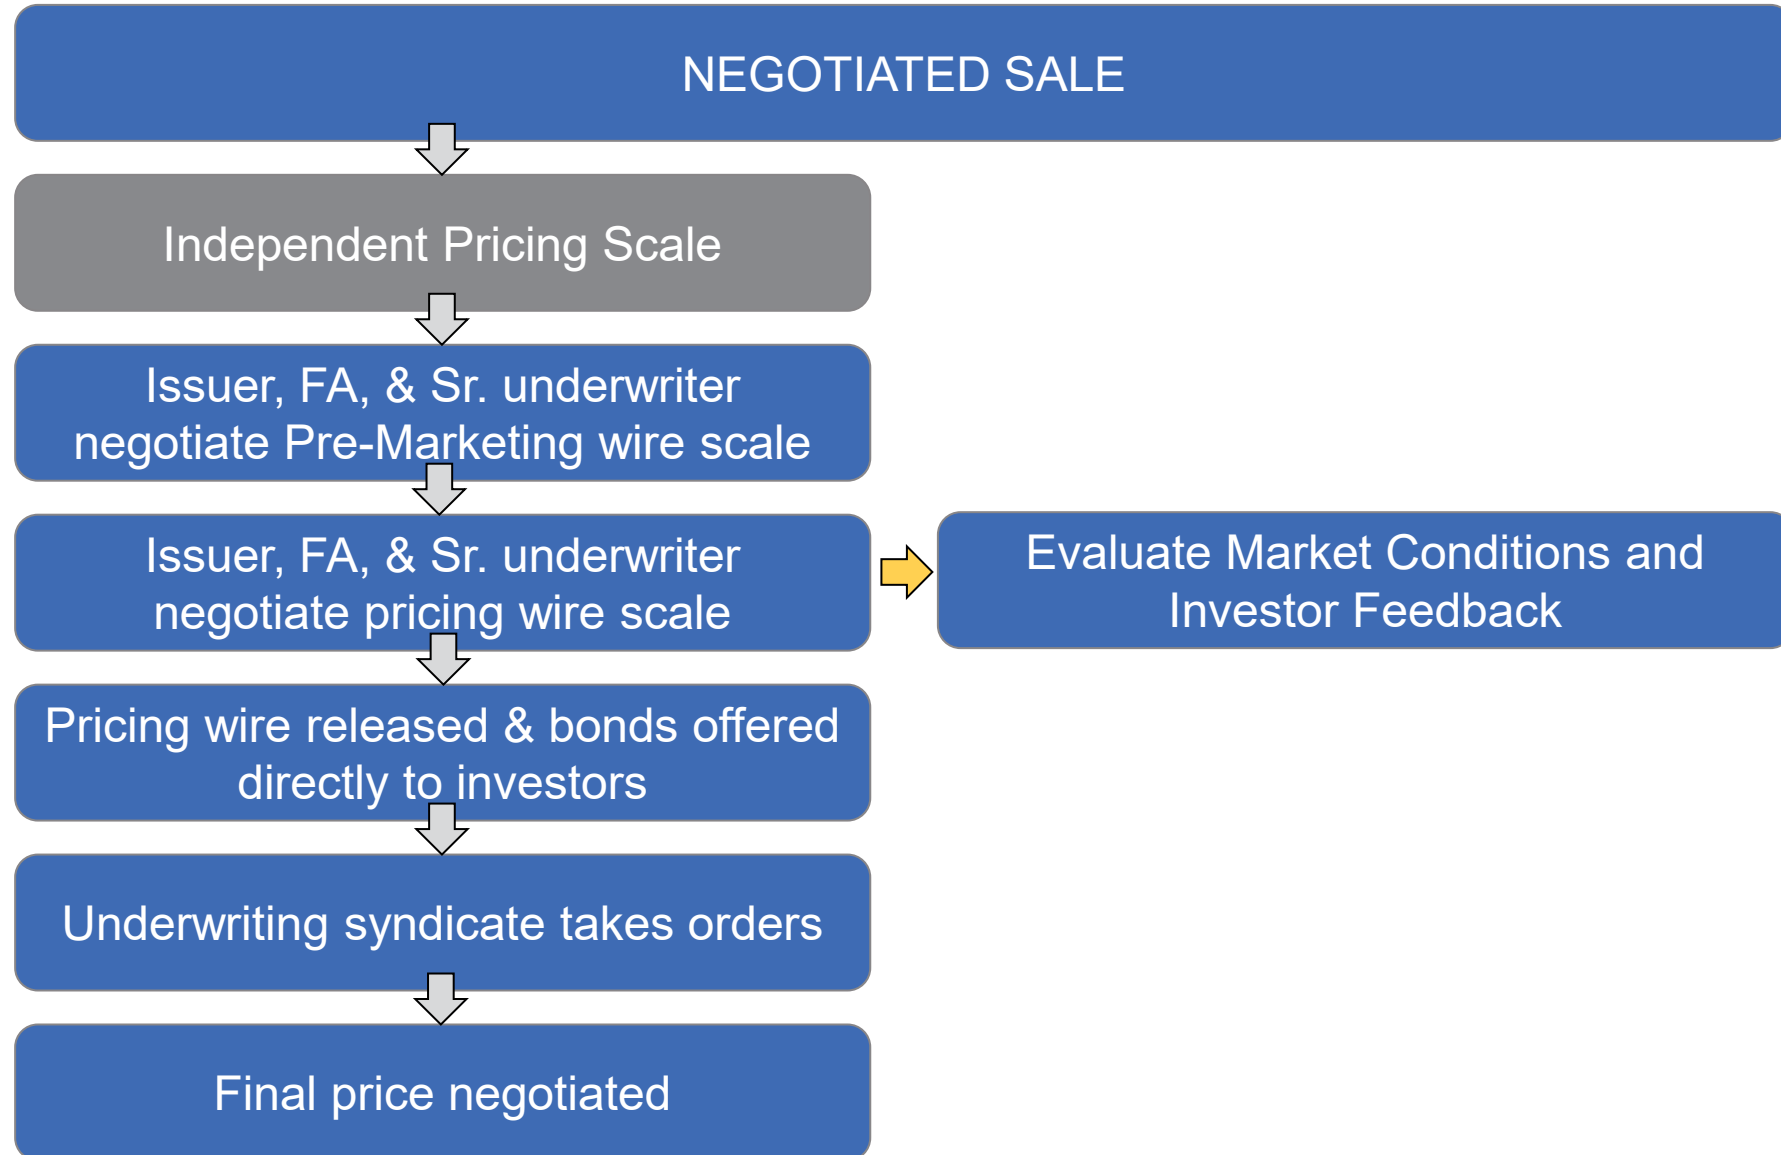 NEGOTIATED SALE
Independent Pricing Scale
Issuer, FA, & Sr. underwriter
negotiate Pre-Marketing wire scale
Issuer, FA, & Sr. underwriter
negotiate pricing wire scale
Evaluate Market Conditions and
Investor Feedback
Pricing wire released & bonds offered
directly to investors
Underwriting syndicate takes orders
Final price negotiated